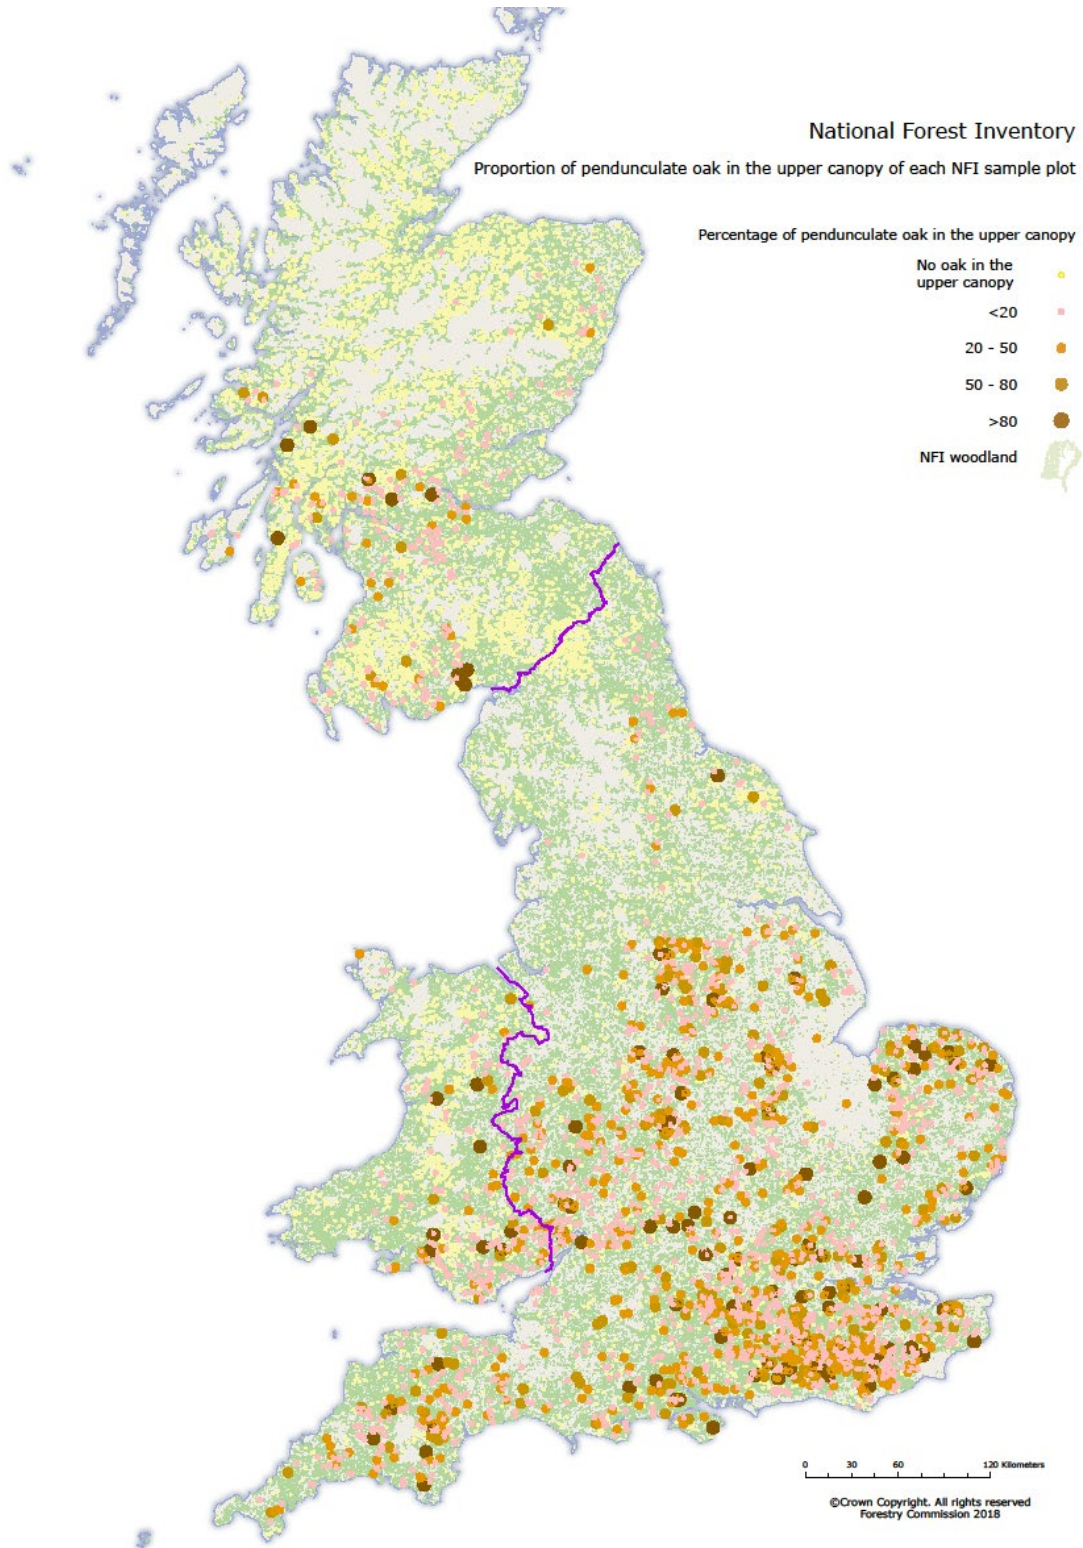 National Forest Inventory
Proportion of pendunculate oak in the upper canopy of each NFI sample plot
Percentage of pendunculate oak in the upper canopy
No oak in the
upper canopy
<20
20 - 50
50 - 80
>80
NFI woodland
0 30 60 120 Kilometers
©Crown Copyright. All rights reserved
Forestry Commission 2018